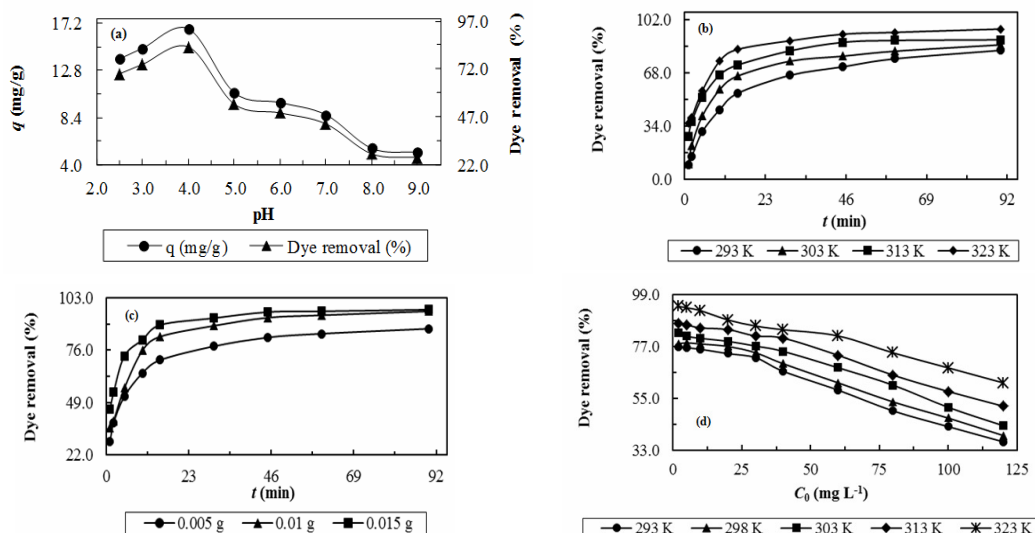 (a)
17.2
12.8
8.4
4.0
q (mg/g)
97.0
72.0
47.0
22.0
Dye removal (%)
2.0 3.0 4.0 5.0 6.0 7.0 8.0 9.0
pH
q (mg/g) Dye removal (%)
(b)
102.0
68.0
34.0
0.0
Dye removal (%)
0 23 46 69 92
t (min)
293 K 303 K 313 K 323 K
(c)
103.0
76.0
49.0
22.0
Dye removal (%)
0 23 46 69 92
t (min)
0.005 g 0.01 g 0.015 g
(d)
99.0
77.0
55.0
33.0
Dye removal (%)
0 25 50 75 100 125
C₀ (mg L⁻¹)
293 K 298 K 303 K 313 K 323 K